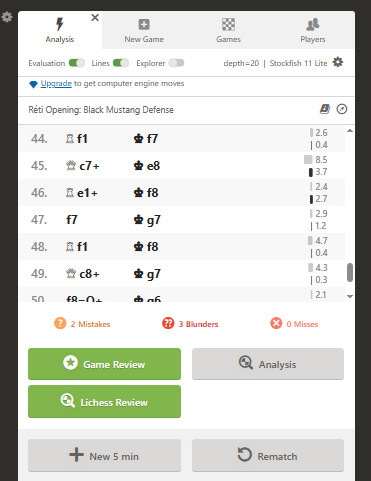 Analysis New Game Games Players
Evaluation Lines Explorer depth=20 | Stockfish 11 Lite
Upgrade to get computer engine moves
Réti Opening: Black Mustang Defense
44. ♖ f1 ♚ f7 2.6
0.4
45. ♕ c7+ ♚ e8 8.5
3.7
46. ♖ e1+ ♚ f8 2.4
2.7
47. f7 ♚ g7 2.9
1.2
48. ♖ f1 ♚ f8 4.7
0.4
49. ♕ c8+ ♚ g7 4.3
0.3
50. f8=Q+ ♚ g6 2.1
? 2 Mistakes ?? 3 Blunders 0 Misses
Game Review Analysis
Lichess Review
New 5 min Rematch